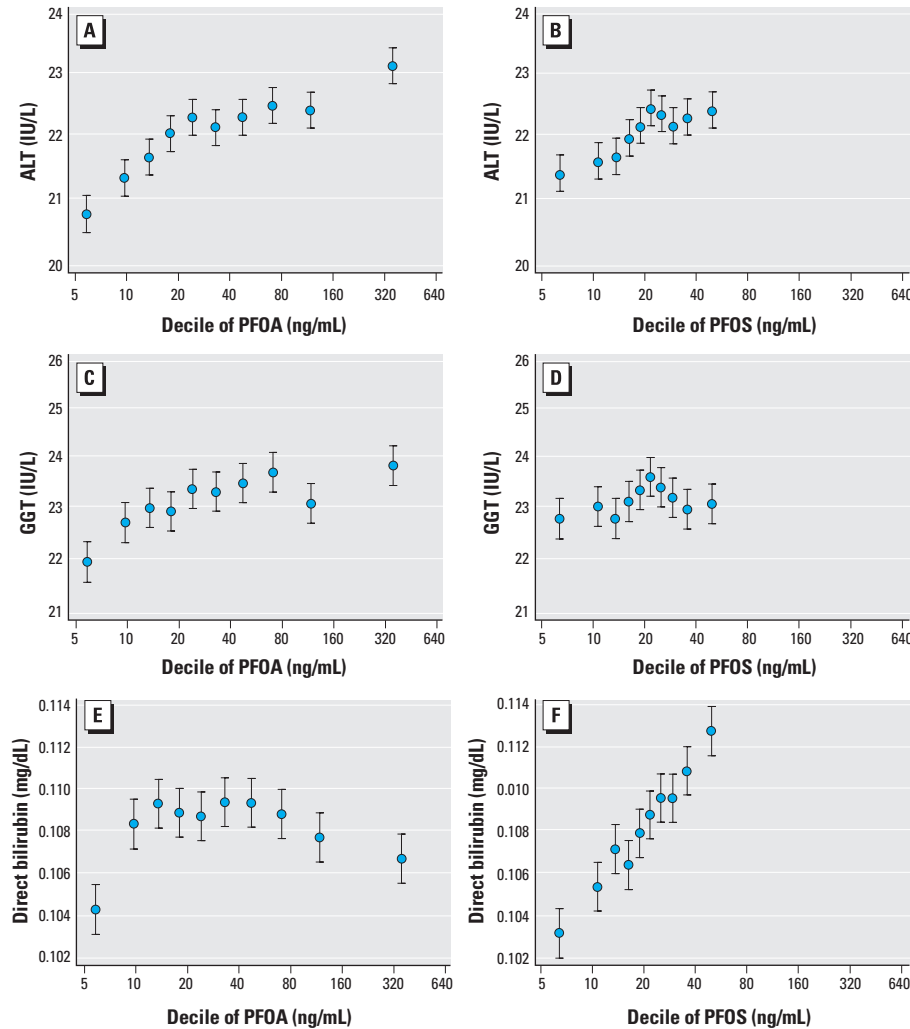 A
ALT (IU/L)
24
23
22
21
20
5 10 20 40 80 160 320 640
Decile of PFOA (ng/mL)
B
ALT (IU/L)
24
23
22
21
20
5 10 20 40 80 160 320 640
Decile of PFOS (ng/mL)
C
GGT (IU/L)
26
25
24
23
22
21
5 10 20 40 80 160 320 640
Decile of PFOA (ng/mL)
D
GGT (IU/L)
26
25
24
23
22
21
5 10 20 40 80 160 320 640
Decile of PFOS (ng/mL)
E
Direct bilirubin (mg/dL)
0.114
0.112
0.110
0.108
0.106
0.104
0.102
5 10 20 40 80 160 320 640
Decile of PFOA (ng/mL)
F
Direct bilirubin (mg/dL)
0.114
0.112
0.110
0.108
0.106
0.104
0.102
5 10 20 40 80 160 320 640
Decile of PFOS (ng/mL)